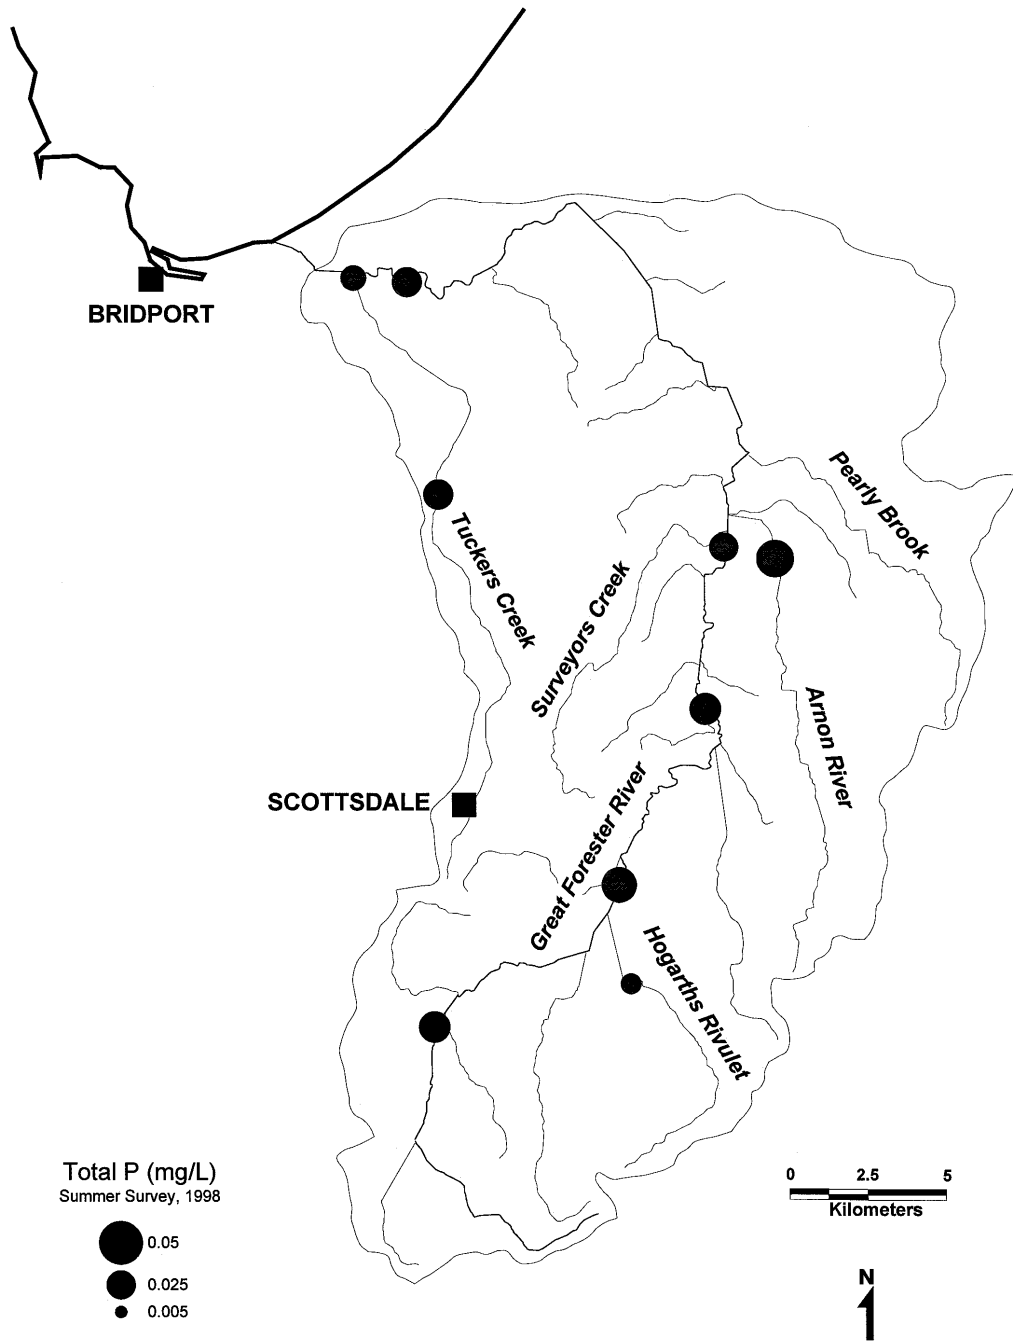 BRIDPORT
Pearly Brook
Tuckers Creek
Surveyors Creek
Arnon River
SCOTTSDALE
Great Forester River
Hogarths Rivulet
Total P (mg/L)
Summer Survey, 1998
0.05
0.025
0.005
0 2.5 5
Kilometers
N